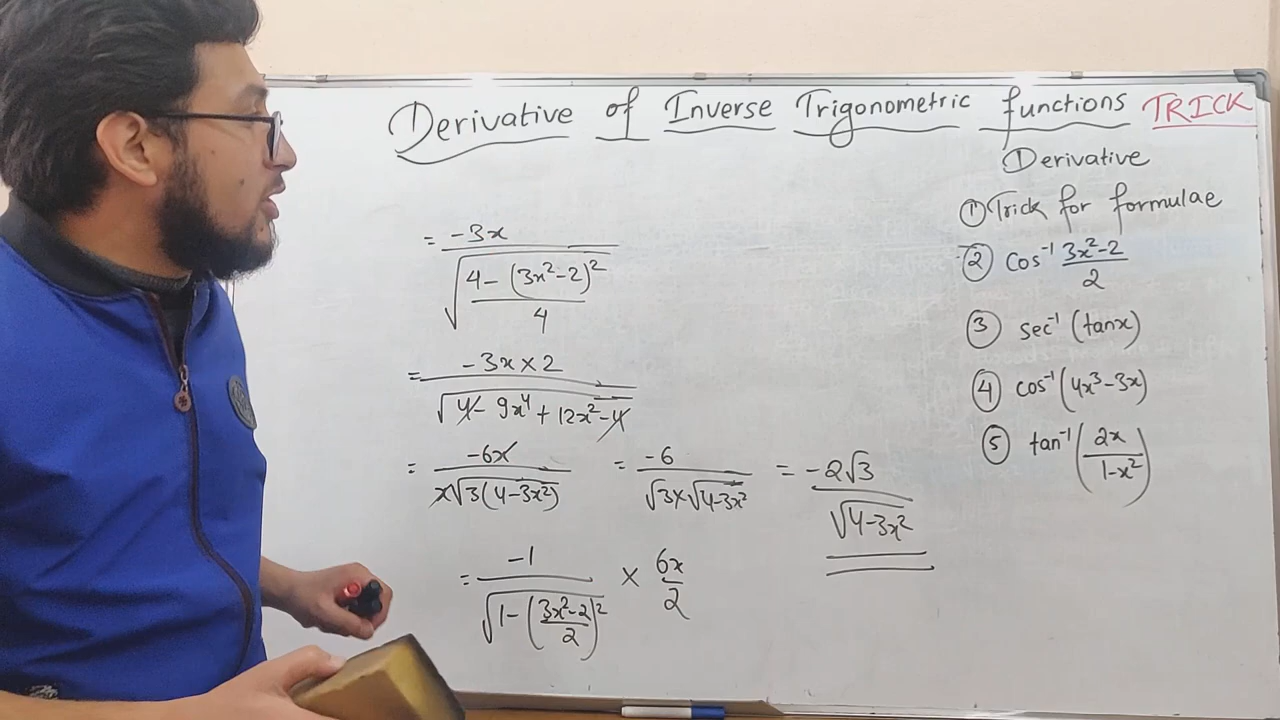 Derivative of Inverse Trigonometric functions TRICK
Derivative
① Trick for formulae
② Cos⁻¹ (3x²-2)/2
③ sec⁻¹ (tanx)
④ cos⁻¹ (4x³-3x)
⑤ tan⁻¹ (2x/(1-x²))
= -3x / √((4-(3x²-2)²)/4)
= -3x × 2 / √(4 - 9x⁴ + 12x² - 4)
= -6x / x√(3(4-3x²)) = -6 / √3 × √(4-3x²) = -2√3 / √(4-3x²)
= -1 / √(1-((3x²-2)/2)²) × 6x/2